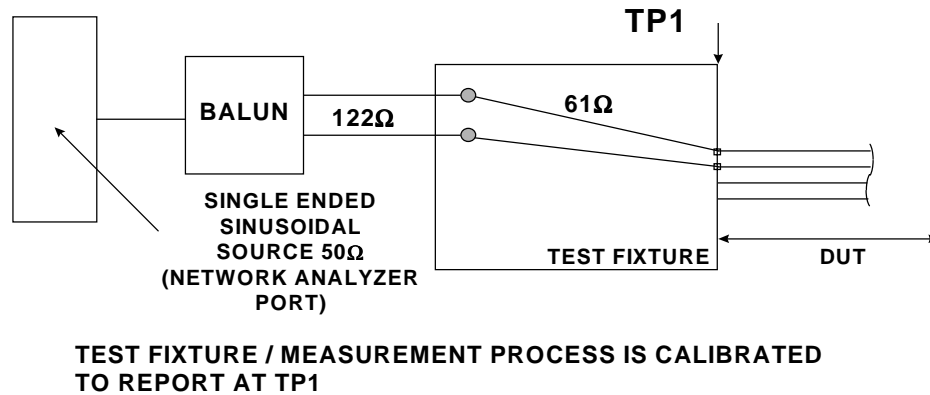 TP1
BALUN
122Ω
61Ω
SINGLE ENDED
SINUSOIDAL
SOURCE 50Ω
(NETWORK ANALYZER
PORT)
TEST FIXTURE
DUT
TEST FIXTURE / MEASUREMENT PROCESS IS CALIBRATED
TO REPORT AT TP1